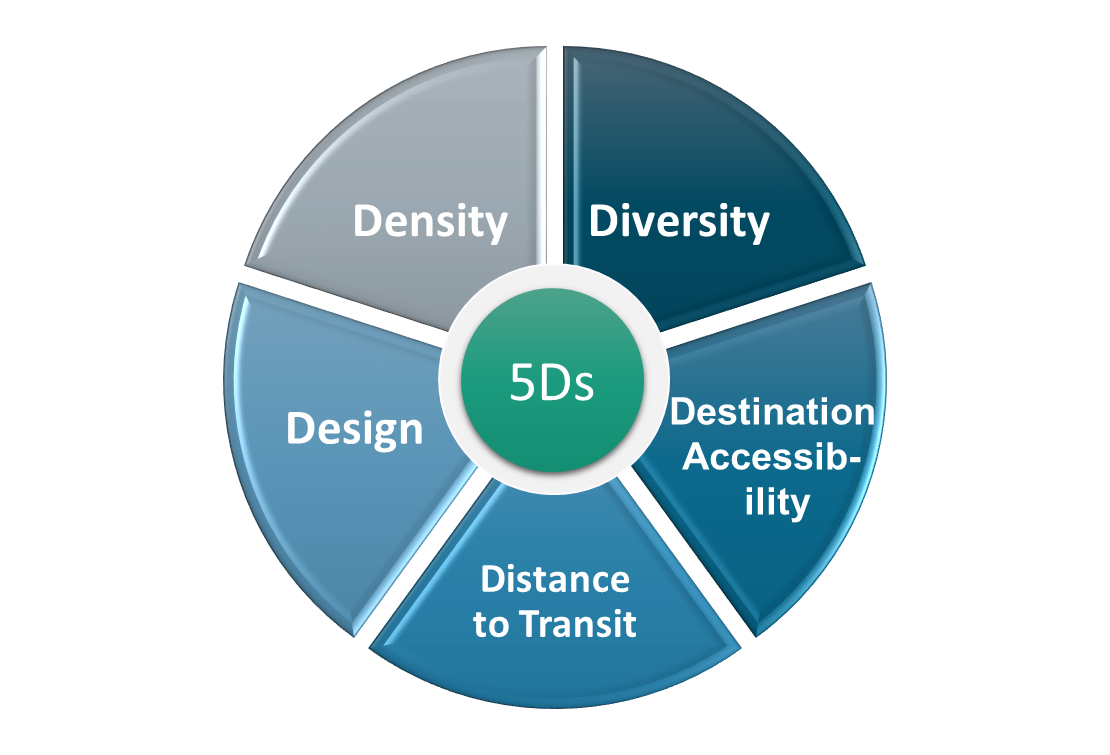 Density
Diversity
5Ds
Design
Destination
Accessib-
ility
Distance
to Transit